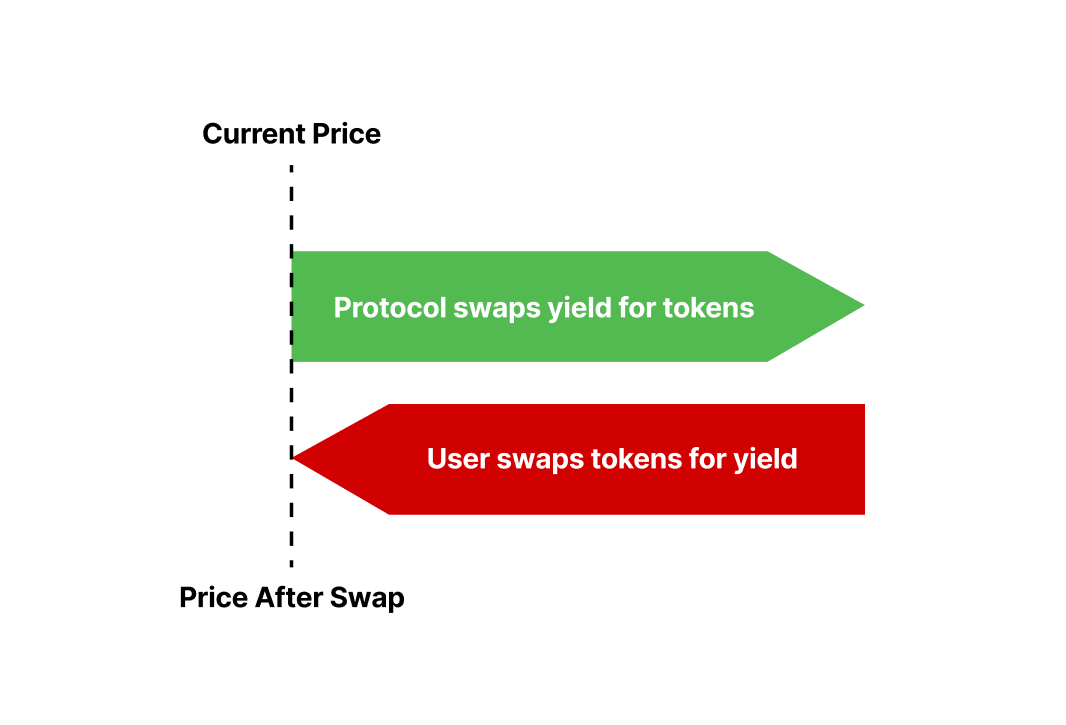 Current Price
Protocol swaps yield for tokens
User swaps tokens for yield
Price After Swap